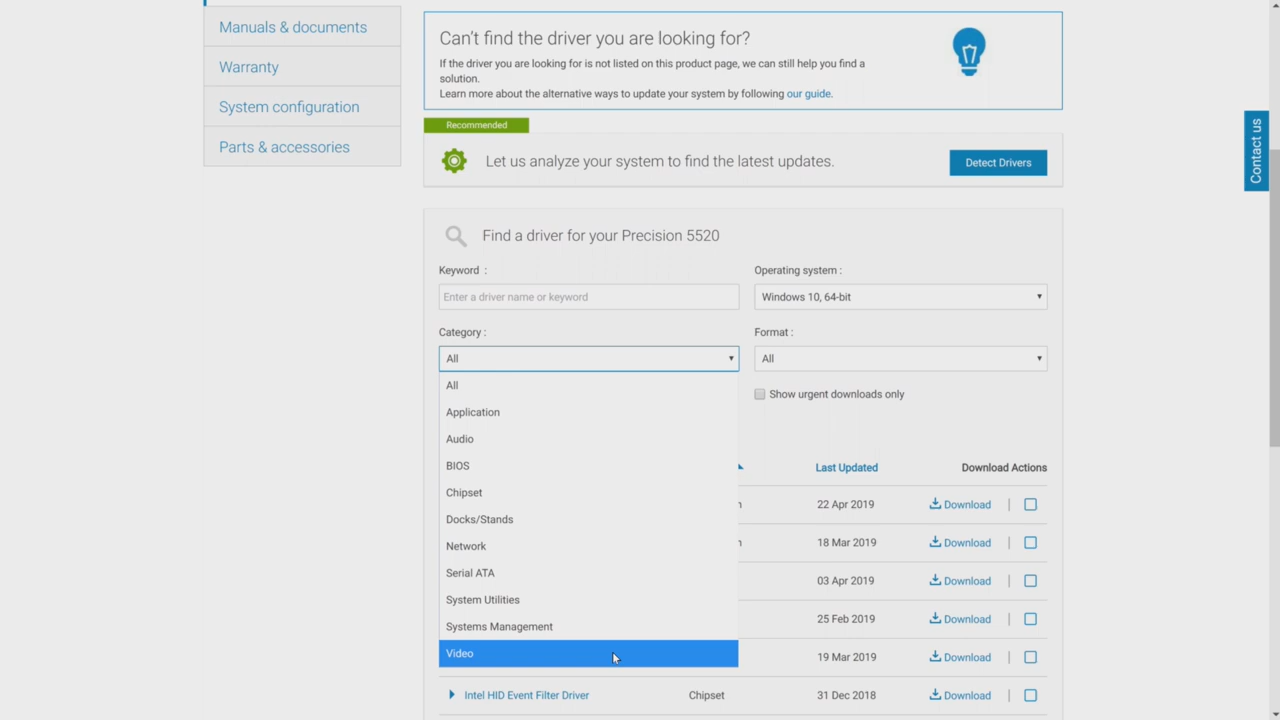 Manuals & documents
Warranty
System configuration
Parts & accessories
Can't find the driver you are looking for?
If the driver you are looking for is not listed on this product page, we can still help you find a
solution.
Learn more about the alternative ways to update your system by following our guide.
Recommended
Let us analyze your system to find the latest updates.
Detect Drivers
Contact us
Find a driver for your Precision 5520
Keyword :
Operating system :
Enter a driver name or keyword
Windows 10, 64-bit
Category :
Format :
All
All
All
Application
Audio
BIOS
Chipset
Docks/Stands
Network
Serial ATA
System Utilities
Systems Management
Video
Show urgent downloads only
Last Updated
Download Actions
22 Apr 2019 Download |
18 Mar 2019 Download |
03 Apr 2019 Download |
25 Feb 2019 Download |
19 Mar 2019 Download |
Intel HID Event Filter Driver Chipset 31 Dec 2018 Download |